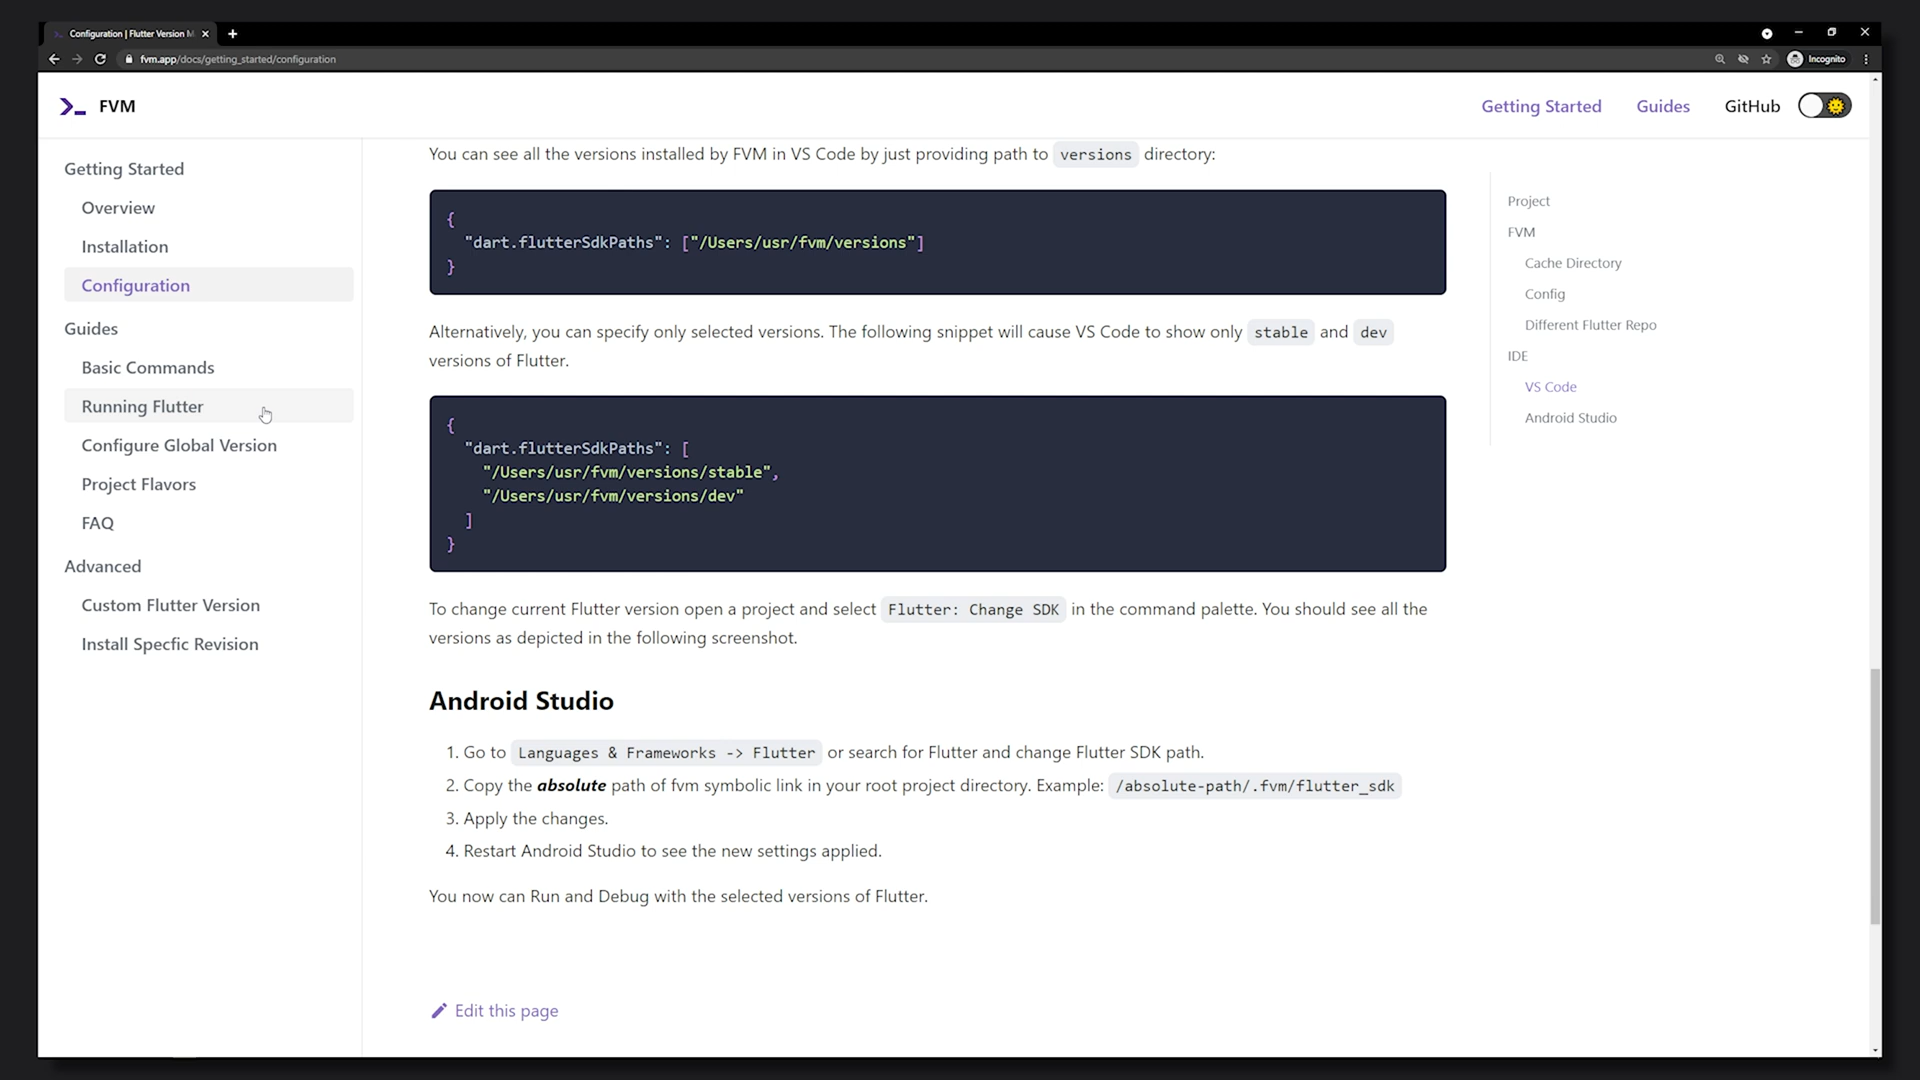 Configuration | Flutter Version M
fvm.app/docs/getting_started/configuration
Incognito
FVM
Getting Started
Guides
GitHub
Getting Started
Overview
Installation
Configuration
Guides
Basic Commands
Running Flutter
Configure Global Version
Project Flavors
FAQ
Advanced
Custom Flutter Version
Install Specfic Revision
You can see all the versions installed by FVM in VS Code by just providing path to versions directory:
{
"dart.flutterSdkPaths": ["/Users/usr/fvm/versions"]
}
Alternatively, you can specify only selected versions. The following snippet will cause VS Code to show only stable and dev
versions of Flutter.
{
"dart.flutterSdkPaths": [
"/Users/usr/fvm/versions/stable",
"/Users/usr/fvm/versions/dev"
]
}
To change current Flutter version open a project and select Flutter: Change SDK in the command palette. You should see all the
versions as depicted in the following screenshot.
Android Studio
1. Go to Languages & Frameworks -> Flutter or search for Flutter and change Flutter SDK path.
2. Copy the absolute path of fvm symbolic link in your root project directory. Example: /absolute-path/.fvm/flutter_sdk
3. Apply the changes.
4. Restart Android Studio to see the new settings applied.
You now can Run and Debug with the selected versions of Flutter.
Edit this page
Project
FVM
Cache Directory
Config
Different Flutter Repo
IDE
VS Code
Android Studio